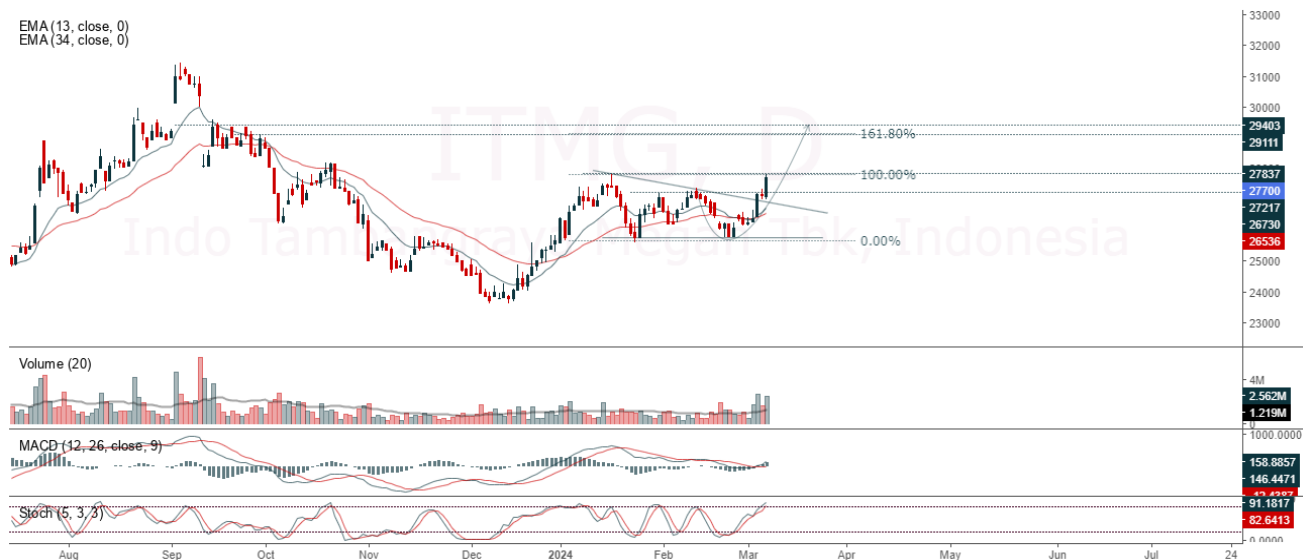 EMA (13, close, 0)
EMA (34, close, 0)
ITMG, D
Indo Tambangraya Megah Tbk, Indonesia
161.80%
100.00%
0.00%
33000
32000
31000
30000
29403
29111
27837
27700
27217
26730
26536
25000
24000
23000
Volume (20)
4M
2.562M
1.219M
0
MACD (12, 26, close, 9)
1000.0000
158.8857
146.4471
12.4387
Stoch (5, 3, 3)
91.1817
82.6413
0.0000
Aug
Sep
Oct
Nov
Dec
2024
Feb
Mar
Apr
May
Jun
Jul
24